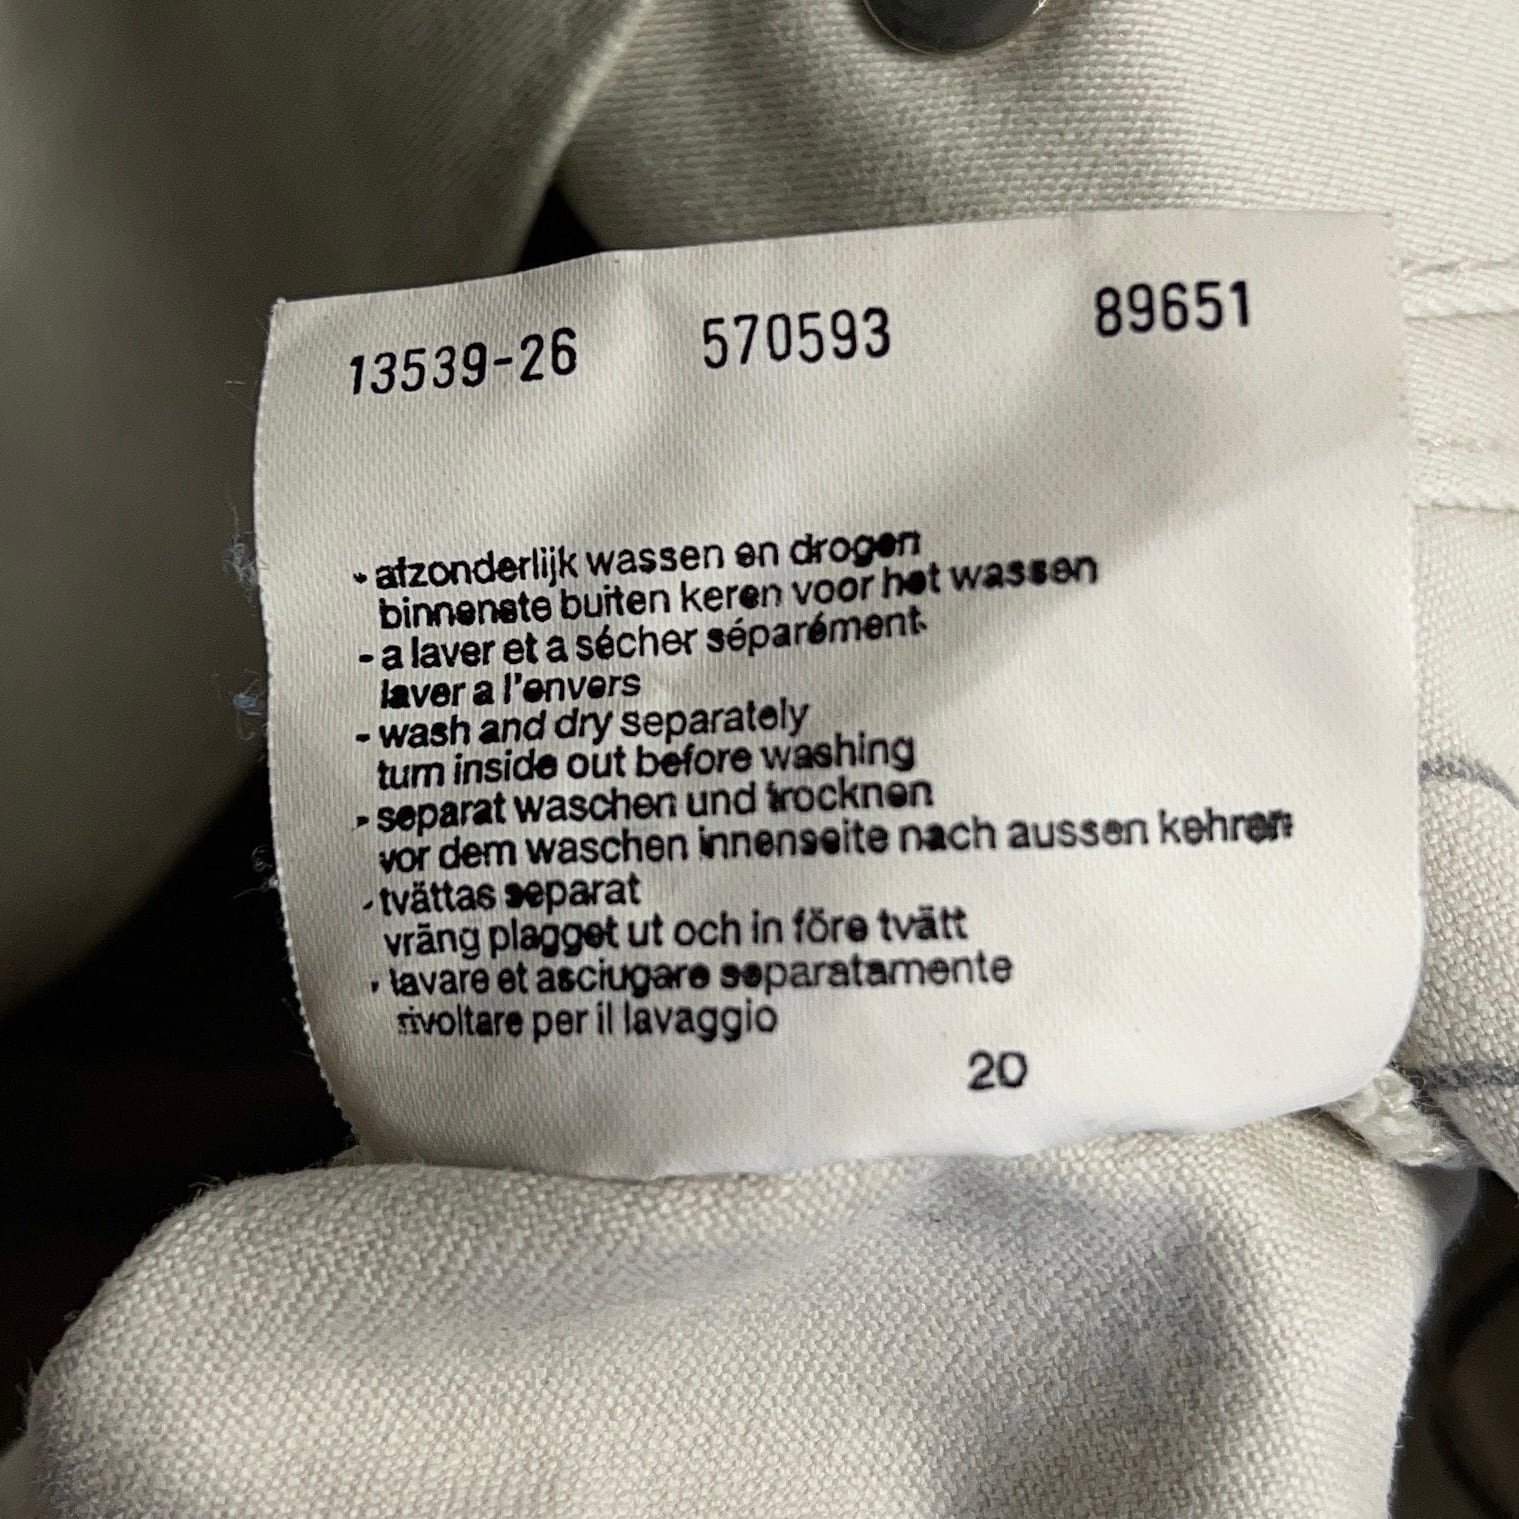 13539-26 570593 89651
- afzonderlijk wassen en drogen
binnenste buiten keren voor het wassen
- a laver et a sécher séparément
laver a l'envers
- wash and dry separately
turn inside out before washing
- separat waschen und trocknen
vor dem waschen innenseite nach aussen kehren
- tvättas separat
vräng plagget ut och in före tvätt
- lavare et asciugare separatamente
rivoltare per il lavaggio
20